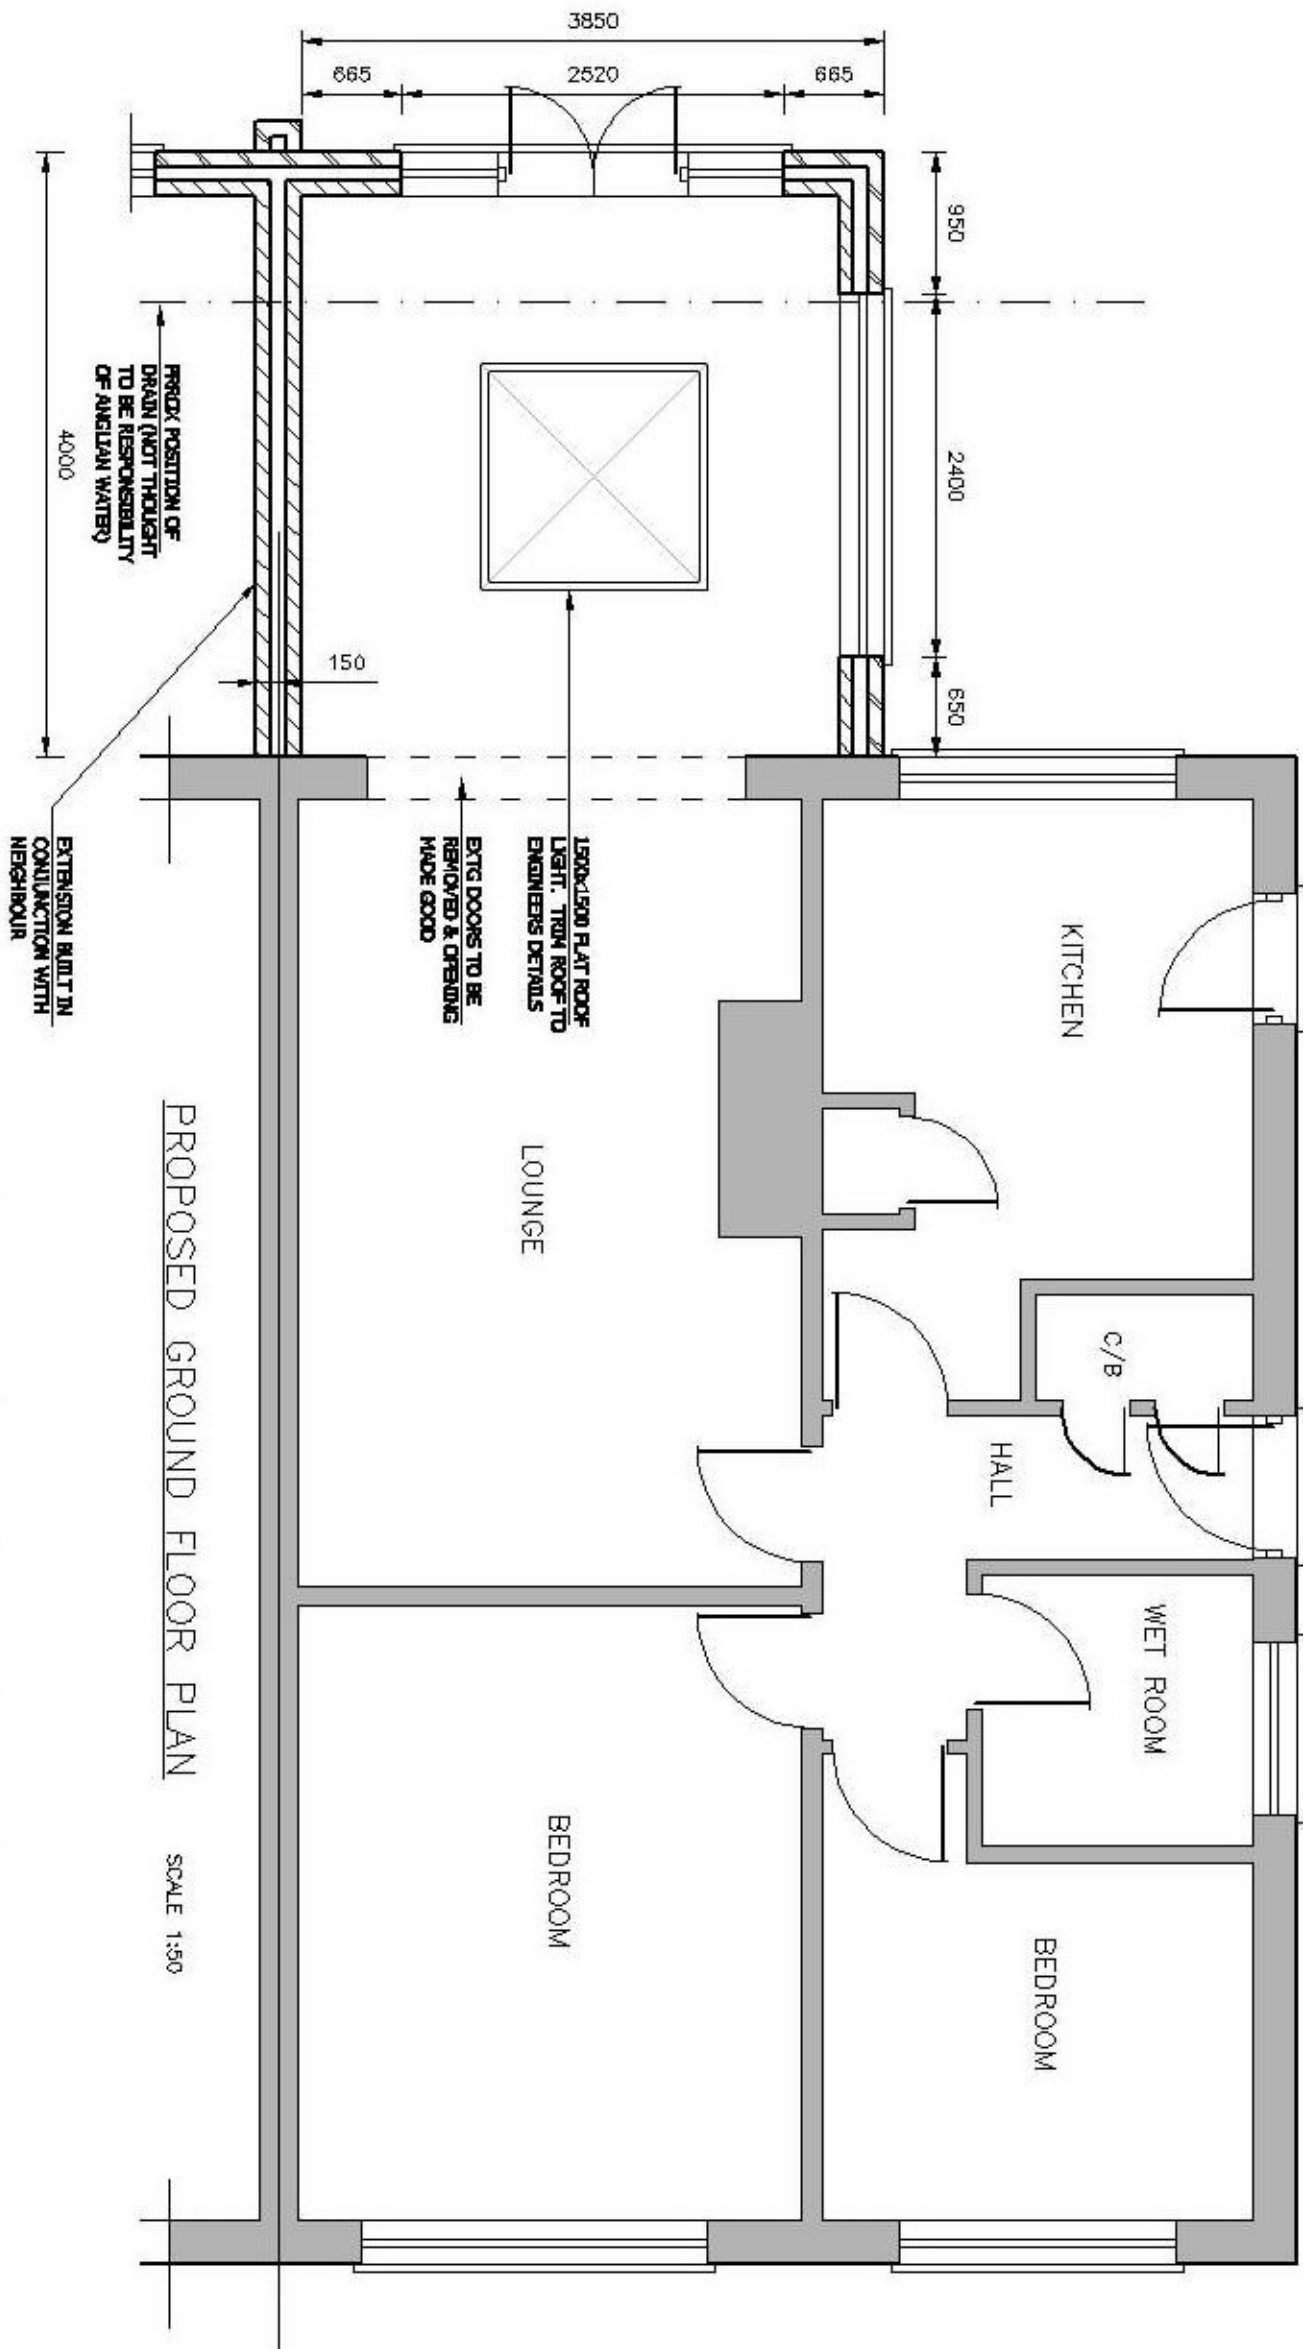 3850
665
2520
665
950
2400
650
4000
150
PRROX POSITION OF
DRAIN (NOT THOUGHT
TO BE RESPONSIBILITY
OF ANGLIAN WATER)
EXTENSION BUILT IN
CONJUNCTION WITH
NEIGHBOUR
1500x1500 FLAT ROOF
LIGHT. TRIM ROOF TO
ENGINEERS DETAILS
EXTG DOORS TO BE
REMOVED & OPENING
MADE GOOD
KITCHEN
LOUNGE
C/B
HALL
WET ROOM
BEDROOM
BEDROOM
PROPOSED GROUND FLOOR PLAN
SCALE 1:50